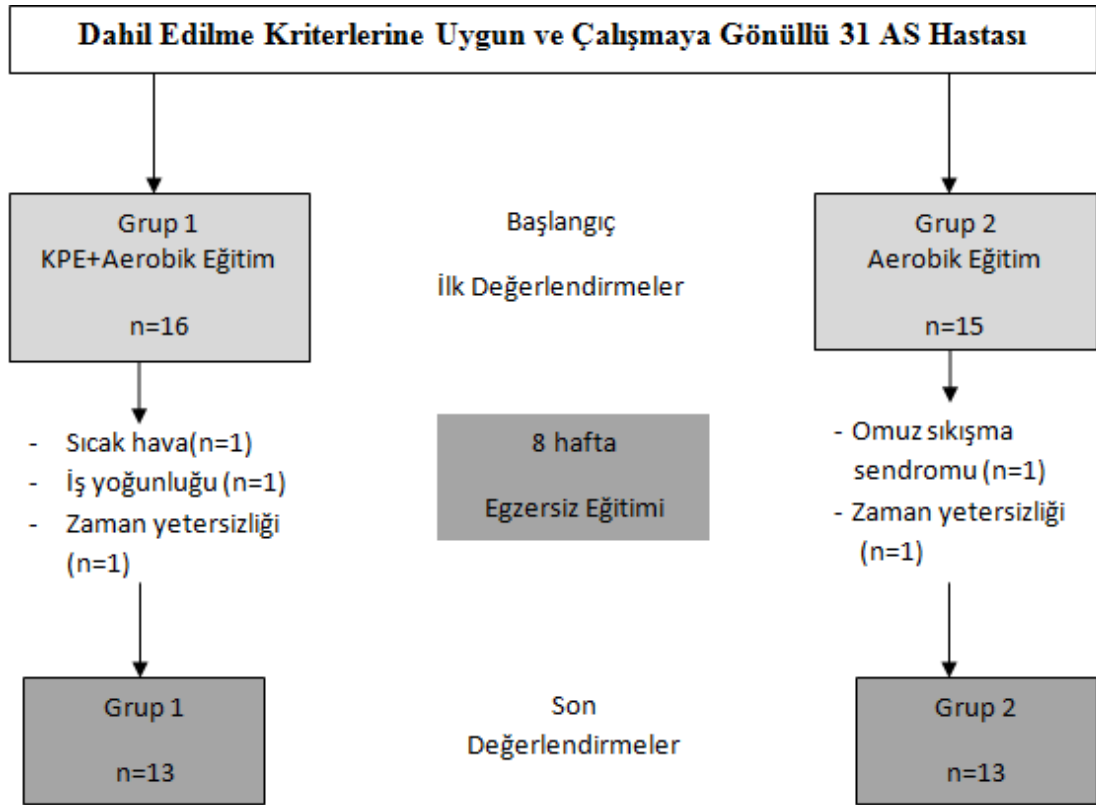 Dahil Edilme Kriterlerine Uygun ve Çalışmaya Gönüllü 31 AS Hastası
Grup 1
KPE+Aerobik Eğitim
n=16
Başlangıç
İlk Değerlendirmeler
Grup 2
Aerobik Eğitim
n=15
- Sıcak hava(n=1)
- İş yoğunluğu (n=1)
- Zaman yetersizliği
(n=1)
8 hafta
Egzersiz Eğitimi
- Omuz sıkışma
sendromu (n=1)
- Zaman yetersizliği
(n=1)
Grup 1
n=13
Son
Değerlendirmeler
Grup 2
n=13